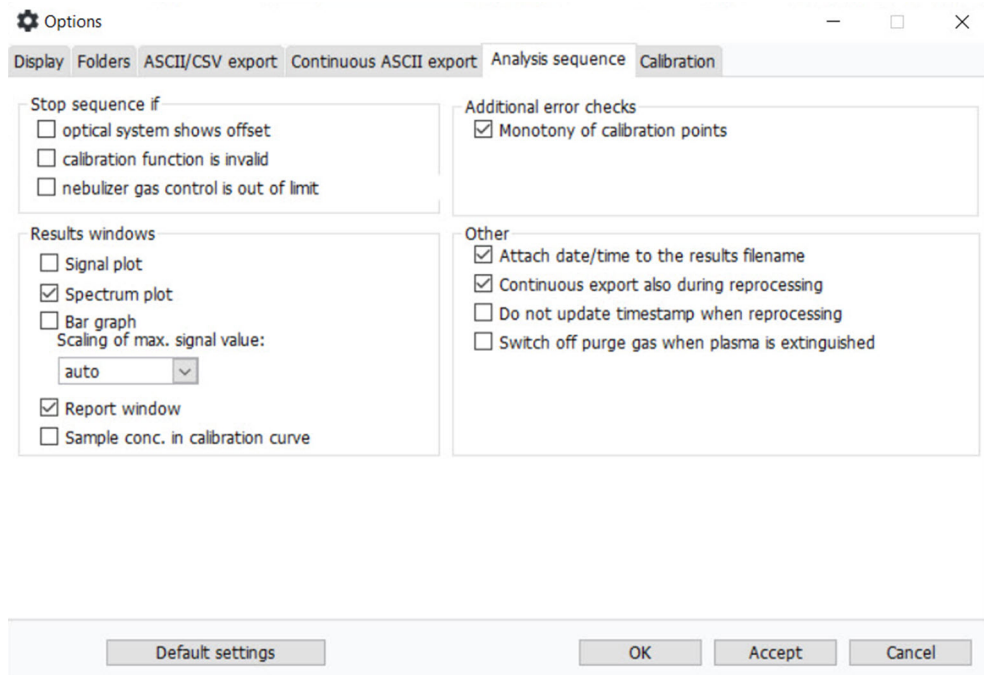 Options
Display Folders ASCII/CSV export Continuous ASCII export Analysis sequence Calibration
Stop sequence if
optical system shows offset
calibration function is invalid
nebulizer gas control is out of limit
Additional error checks
Monotony of calibration points
Results windows
Signal plot
Spectrum plot
Bar graph
Scaling of max. signal value:
auto
Report window
Sample conc. in calibration curve
Other
Attach date/time to the results filename
Continuous export also during reprocessing
Do not update timestamp when reprocessing
Switch off purge gas when plasma is extinguished
Default settings OK Accept Cancel